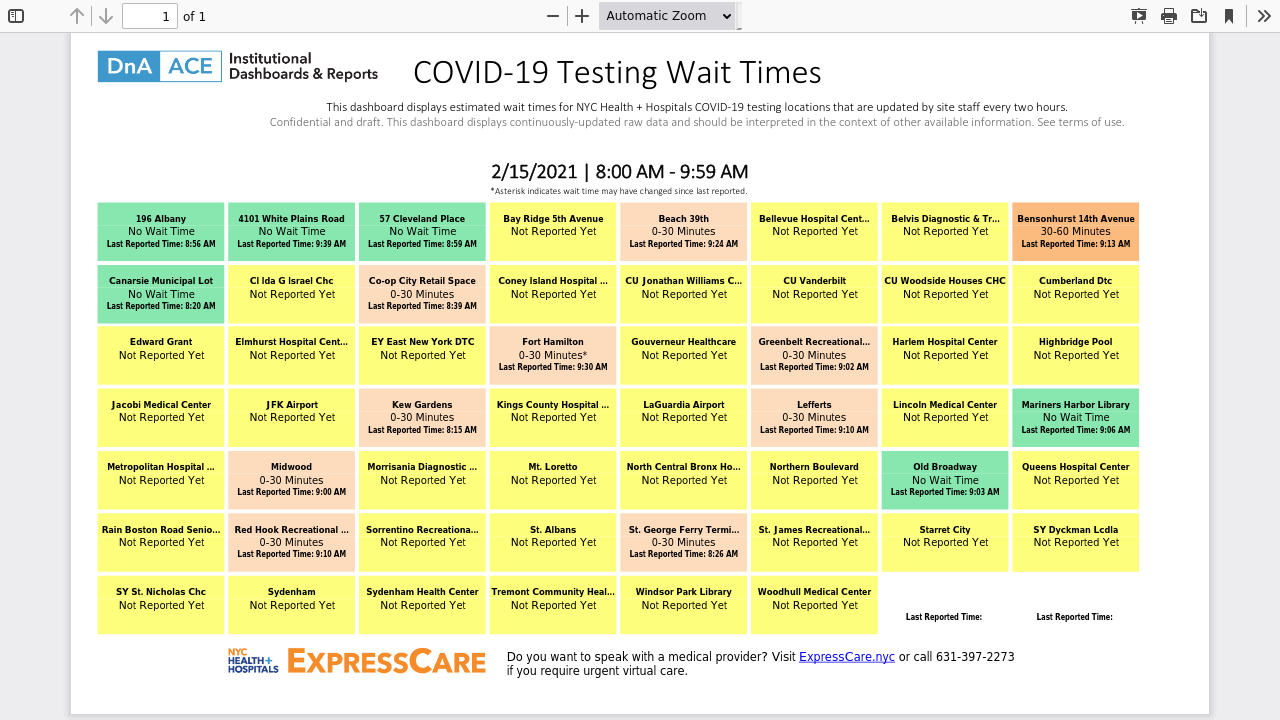 1 of 1
Automatic Zoom
DnA ACE Institutional
Dashboards & Reports
COVID-19 Testing Wait Times
This dashboard displays estimated wait times for NYC Health + Hospitals COVID-19 testing locations that are updated by site staff every two hours.
Confidential and draft. This dashboard displays continuously-updated raw data and should be interpreted in the context of other available information. See terms of use.
2/15/2021 | 8:00 AM - 9:59 AM
*Asterisk indicates wait time may have changed since last reported.
196 Albany
No Wait Time
Last Reported Time: 8:56 AM
4101 White Plains Road
No Wait Time
Last Reported Time: 9:39 AM
57 Cleveland Place
No Wait Time
Last Reported Time: 8:59 AM
Bay Ridge 5th Avenue
Not Reported Yet
Beach 39th
0-30 Minutes
Last Reported Time: 9:24 AM
Bellevue Hospital Cent...
Not Reported Yet
Belvis Diagnostic & Tr...
Not Reported Yet
Bensonhurst 14th Avenue
30-60 Minutes
Last Reported Time: 9:13 AM
Canarsie Municipal Lot
No Wait Time
Last Reported Time: 8:20 AM
CI Ida G Israel Chc
Not Reported Yet
Co-op City Retail Space
0-30 Minutes
Last Reported Time: 8:39 AM
Coney Island Hospital ...
Not Reported Yet
CU Jonathan Williams C...
Not Reported Yet
CU Vanderbilt
Not Reported Yet
CU Woodside Houses CHC
Not Reported Yet
Cumberland Dtc
Not Reported Yet
Edward Grant
Not Reported Yet
Elmhurst Hospital Cent...
Not Reported Yet
EY East New York DTC
Not Reported Yet
Fort Hamilton
0-30 Minutes*
Last Reported Time: 9:30 AM
Gouverneur Healthcare
Not Reported Yet
Greenbelt Recreational...
0-30 Minutes
Last Reported Time: 9:02 AM
Harlem Hospital Center
Not Reported Yet
Highbridge Pool
Not Reported Yet
Jacobi Medical Center
Not Reported Yet
JFK Airport
Not Reported Yet
Kew Gardens
0-30 Minutes
Last Reported Time: 8:15 AM
Kings County Hospital ...
Not Reported Yet
LaGuardia Airport
Not Reported Yet
Lefferts
0-30 Minutes
Last Reported Time: 9:10 AM
Lincoln Medical Center
Not Reported Yet
Mariners Harbor Library
No Wait Time
Last Reported Time: 9:06 AM
Metropolitan Hospital ...
Not Reported Yet
Midwood
0-30 Minutes
Last Reported Time: 9:00 AM
Morrisania Diagnostic ...
Not Reported Yet
Mt. Loretto
Not Reported Yet
North Central Bronx Ho...
Not Reported Yet
Northern Boulevard
Not Reported Yet
Old Broadway
No Wait Time
Last Reported Time: 9:03 AM
Queens Hospital Center
Not Reported Yet
Rain Boston Road Senio...
Not Reported Yet
Red Hook Recreational ...
0-30 Minutes
Last Reported Time: 9:10 AM
Sorrentino Recreationa...
Not Reported Yet
St. Albans
Not Reported Yet
St. George Ferry Termi...
0-30 Minutes
Last Reported Time: 8:26 AM
St. James Recreational...
Not Reported Yet
Starret City
Not Reported Yet
SY Dyckman Lcdla
Not Reported Yet
SY St. Nicholas Chc
Not Reported Yet
Sydenham
Not Reported Yet
Sydenham Health Center
Not Reported Yet
Tremont Community Heal...
Not Reported Yet
Windsor Park Library
Not Reported Yet
Woodhull Medical Center
Not Reported Yet
Last Reported Time:
Last Reported Time:
NYC
HEALTH+
HOSPITALS
EXPRESSCARE
Do you want to speak with a medical provider? Visit ExpressCare.nyc or call 631-397-2273
if you require urgent virtual care.